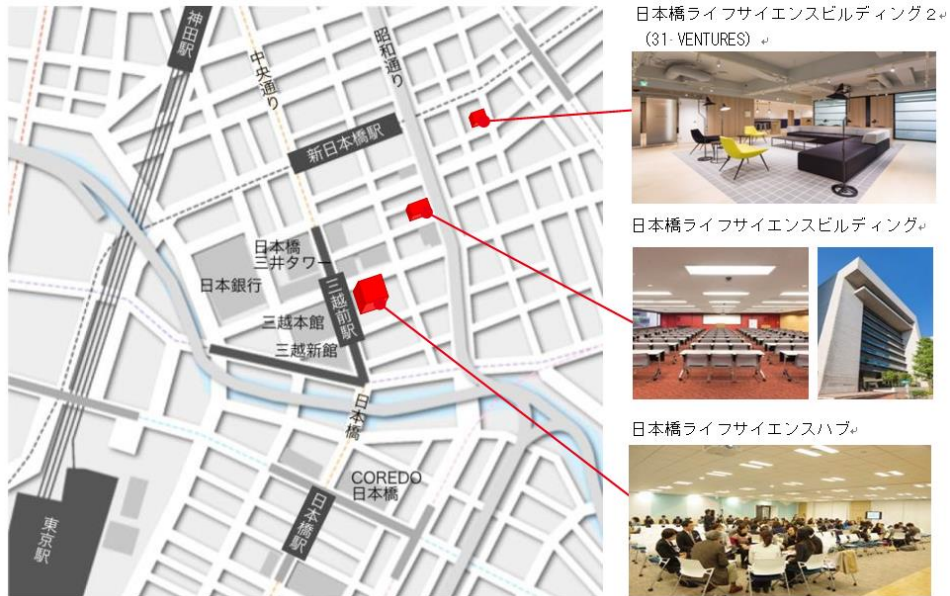 神田駅
中央通り
昭和通り
新日本橋駅
日本橋
三井タワー
日本銀行
三越前駅
三越本館
三越新館
日本橋
COREDO
日本橋
日本橋駅
東京駅
日本橋ライフサイエンスビルディング2
(31-VENTURES)
日本橋ライフサイエンスビルディング
日本橋ライフサイエンスハブ